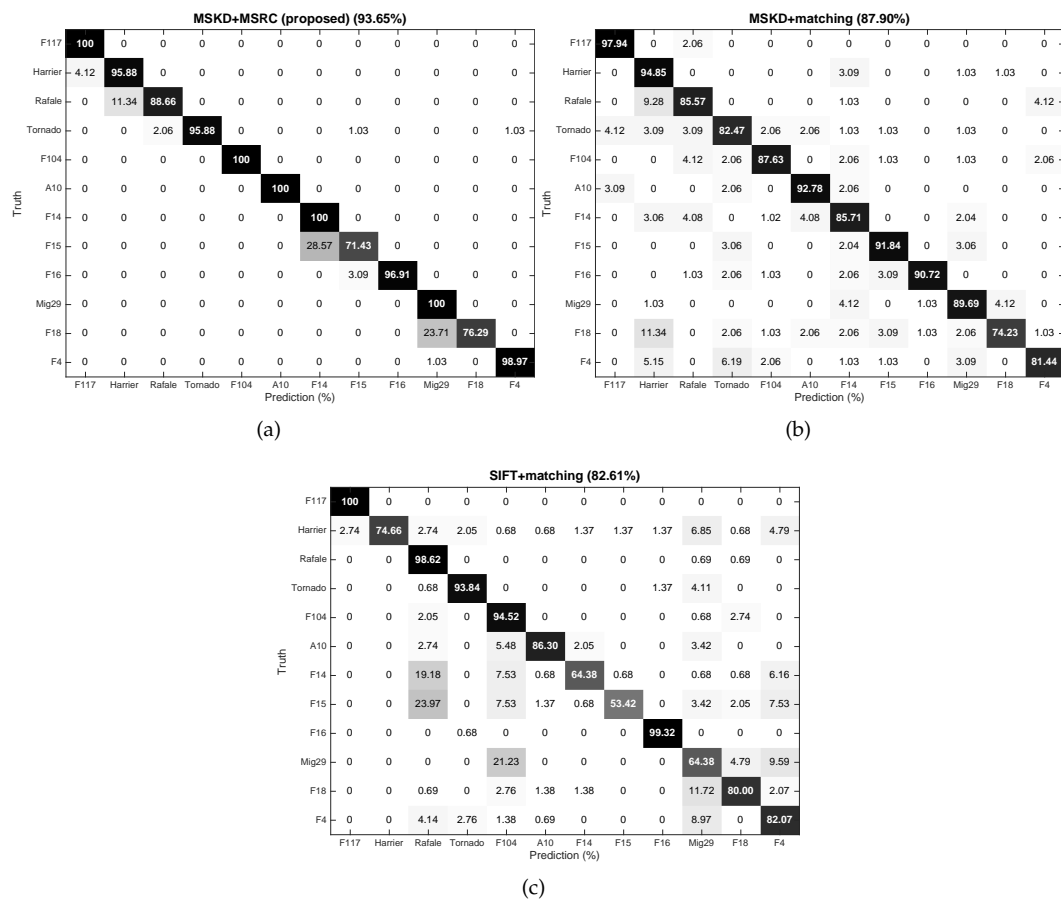 MSKD+MSRC (proposed) (93.65%)
F117 100 0 0 0 0 0 0 0 0 0 0 0
Harrier 4.12 95.88 0 0 0 0 0 0 0 0 0 0
Rafale 0 11.34 88.66 0 0 0 0 0 0 0 0 0
Tornado 0 0 2.06 95.88 0 0 0 1.03 0 0 0 1.03
F104 0 0 0 0 100 0 0 0 0 0 0 0
A10 0 0 0 0 0 100 0 0 0 0 0 0
F14 0 0 0 0 0 0 100 0 0 0 0 0
F15 0 0 0 0 0 0 28.57 71.43 0 0 0 0
F16 0 0 0 0 0 0 0 3.09 96.91 0 0 0
Mig29 0 0 0 0 0 0 0 0 0 100 0 0
F18 0 0 0 0 0 0 0 0 0 23.71 76.29 0
F4 0 0 0 0 0 0 0 0 0 1.03 0 98.97
F117 Harrier Rafale Tornado F104 A10 F14 F15 F16 Mig29 F18 F4
Prediction (%)
Truth
(a)
MSKD+matching (87.90%)
F117 97.94 0 2.06 0 0 0 0 0 0 0 0 0
Harrier 0 94.85 0 0 0 0 3.09 0 0 1.03 1.03 0
Rafale 0 9.28 85.57 0 0 0 1.03 0 0 0 0 4.12
Tornado 4.12 3.09 3.09 82.47 2.06 2.06 1.03 1.03 0 1.03 0 0
F104 0 0 4.12 2.06 87.63 0 2.06 1.03 0 1.03 0 2.06
A10 3.09 0 0 2.06 0 92.78 2.06 0 0 0 0 0
F14 0 3.06 4.08 0 1.02 4.08 85.71 0 0 2.04 0 0
F15 0 0 0 3.06 0 0 2.04 91.84 0 3.06 0 0
F16 0 0 1.03 2.06 1.03 0 2.06 3.09 90.72 0 0 0
Mig29 0 1.03 0 0 0 0 4.12 0 1.03 89.69 4.12 0
F18 0 11.34 0 2.06 1.03 2.06 2.06 3.09 1.03 2.06 74.23 1.03
F4 0 5.15 0 6.19 2.06 0 1.03 1.03 0 3.09 0 81.44
F117 Harrier Rafale Tornado F104 A10 F14 F15 F16 Mig29 F18 F4
Prediction (%)
Truth
(b)
SIFT+matching (82.61%)
F117 100 0 0 0 0 0 0 0 0 0 0 0
Harrier 2.74 74.66 2.74 2.05 0.68 0.68 1.37 1.37 1.37 6.85 0.68 4.79
Rafale 0 0 98.62 0 0 0 0 0 0 0.69 0.69 0
Tornado 0 0 0.68 93.84 0 0 0 0 1.37 4.11 0 0
F104 0 0 2.05 0 94.52 0 0 0 0 0.68 2.74 0
A10 0 0 2.74 0 5.48 86.30 2.05 0 0 3.42 0 0
F14 0 0 19.18 0 7.53 0.68 64.38 0.68 0 0.68 0.68 6.16
F15 0 0 23.97 0 7.53 1.37 0.68 53.42 0 3.42 2.05 7.53
F16 0 0 0 0.68 0 0 0 0 99.32 0 0 0
Mig29 0 0 0 0 21.23 0 0 0 0 64.38 4.79 9.59
F18 0 0 0.69 0 2.76 1.38 1.38 0 0 11.72 80.00 2.07
F4 0 0 4.14 2.76 1.38 0.69 0 0 0 8.97 0 82.07
F117 Harrier Rafale Tornado F104 A10 F14 F15 F16 Mig29 F18 F4
Prediction (%)
Truth
(c)